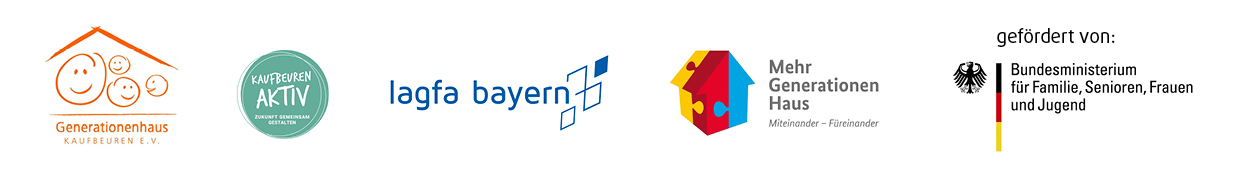 Generationenhaus
KAUFBEUREN E.V.
KAUFBEUREN
AKTIV
ZUKUNFT GEMEINSAM
GESTALTEN
lagfa bayern
Mehr
Generationen
Haus
Miteinander – Füreinander
gefördert von:
Bundesministerium
für Familie, Senioren, Frauen
und Jugend